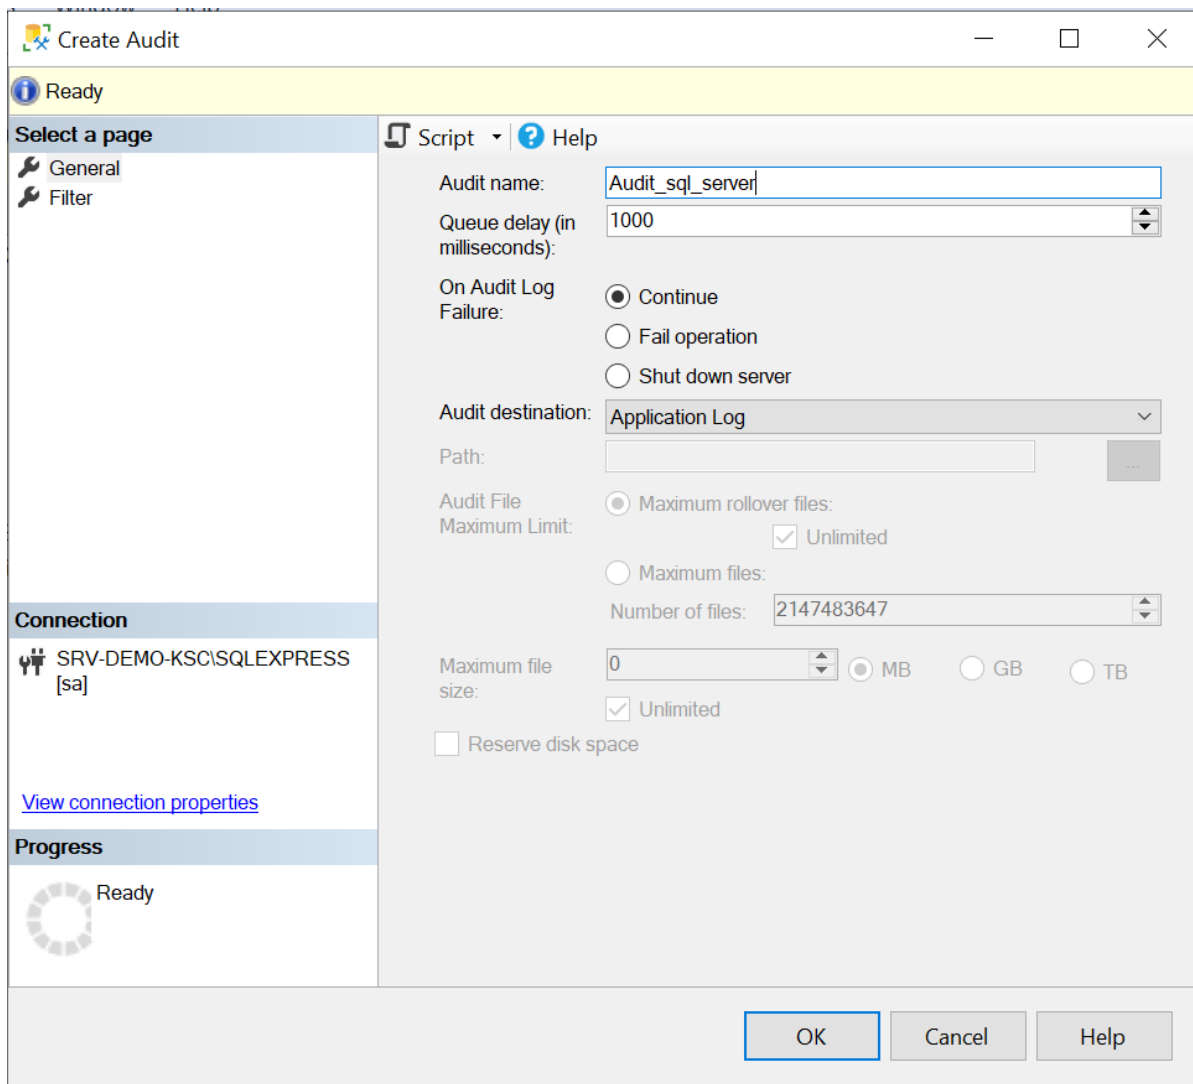 Create Audit
Ready
Select a page
General
Filter
Script
Help
Audit name:
Audit_sql_server
Queue delay (in
milliseconds):
1000
On Audit Log
Failure:
Continue
Fail operation
Shut down server
Audit destination:
Application Log
Path:
...
Audit File
Maximum Limit:
Maximum rollover files:
Unlimited
Maximum files:
Number of files:
2147483647
Maximum file
size:
0
MB
GB
TB
Unlimited
Reserve disk space
Connection
SRV-DEMO-KSC\SQLEXPRESS
[sa]
View connection properties
Progress
Ready
OK
Cancel
Help